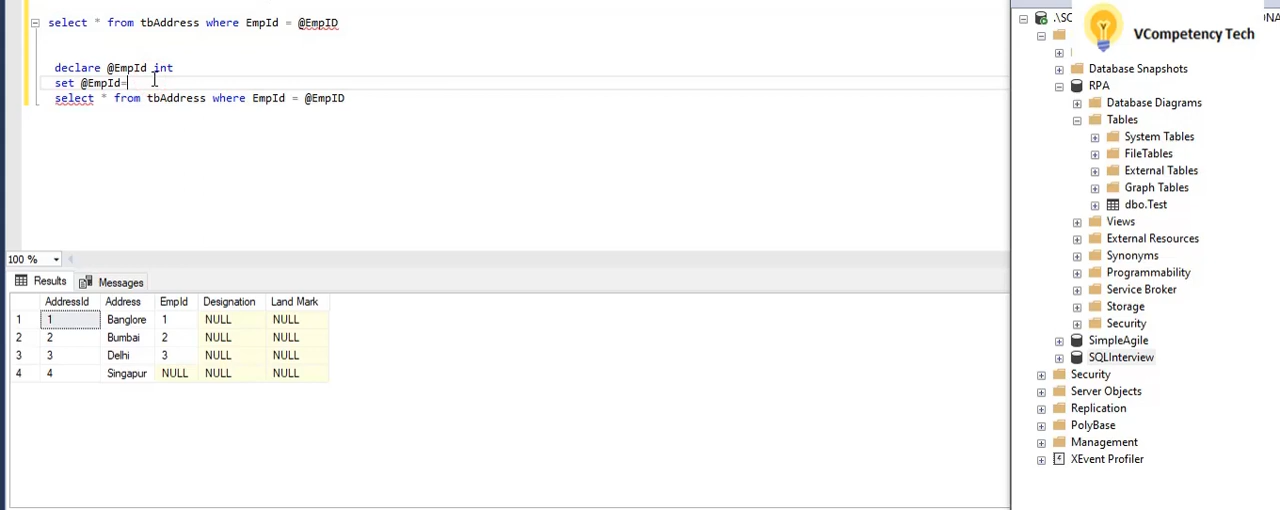 select * from tbAddress where EmpId = @EmpID
declare @EmpId int
set @EmpId=
select * from tbAddress where EmpId = @EmpID
100 %
Results Messages
AddressId Address EmpId Designation Land Mark
1 1 Banglore 1 NULL NULL
2 2 Bumbai 2 NULL NULL
3 3 Delhi 3 NULL NULL
4 4 Singapur NULL NULL NULL
VCompetency Tech
Database Snapshots
RPA
Database Diagrams
Tables
System Tables
FileTables
External Tables
Graph Tables
dbo.Test
Views
External Resources
Synonyms
Programmability
Service Broker
Storage
Security
SimpleAgile
SQLInterview
Security
Server Objects
Replication
PolyBase
Management
XEvent Profiler